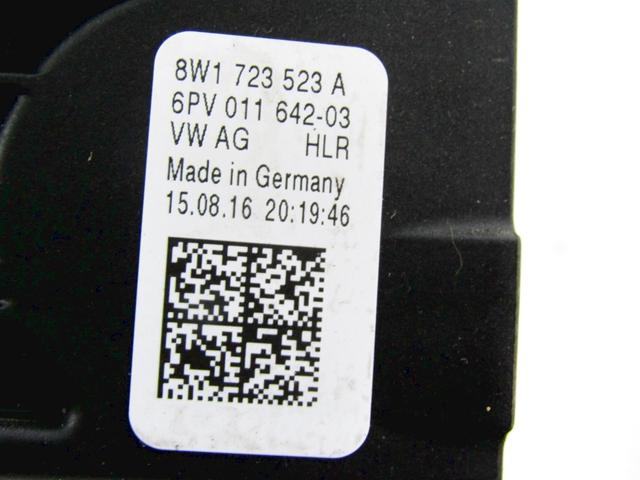 8W1 723 523 A
6PV 011 642-03
VW AG HLR
Made in Germany
15.08.16 20:19:46